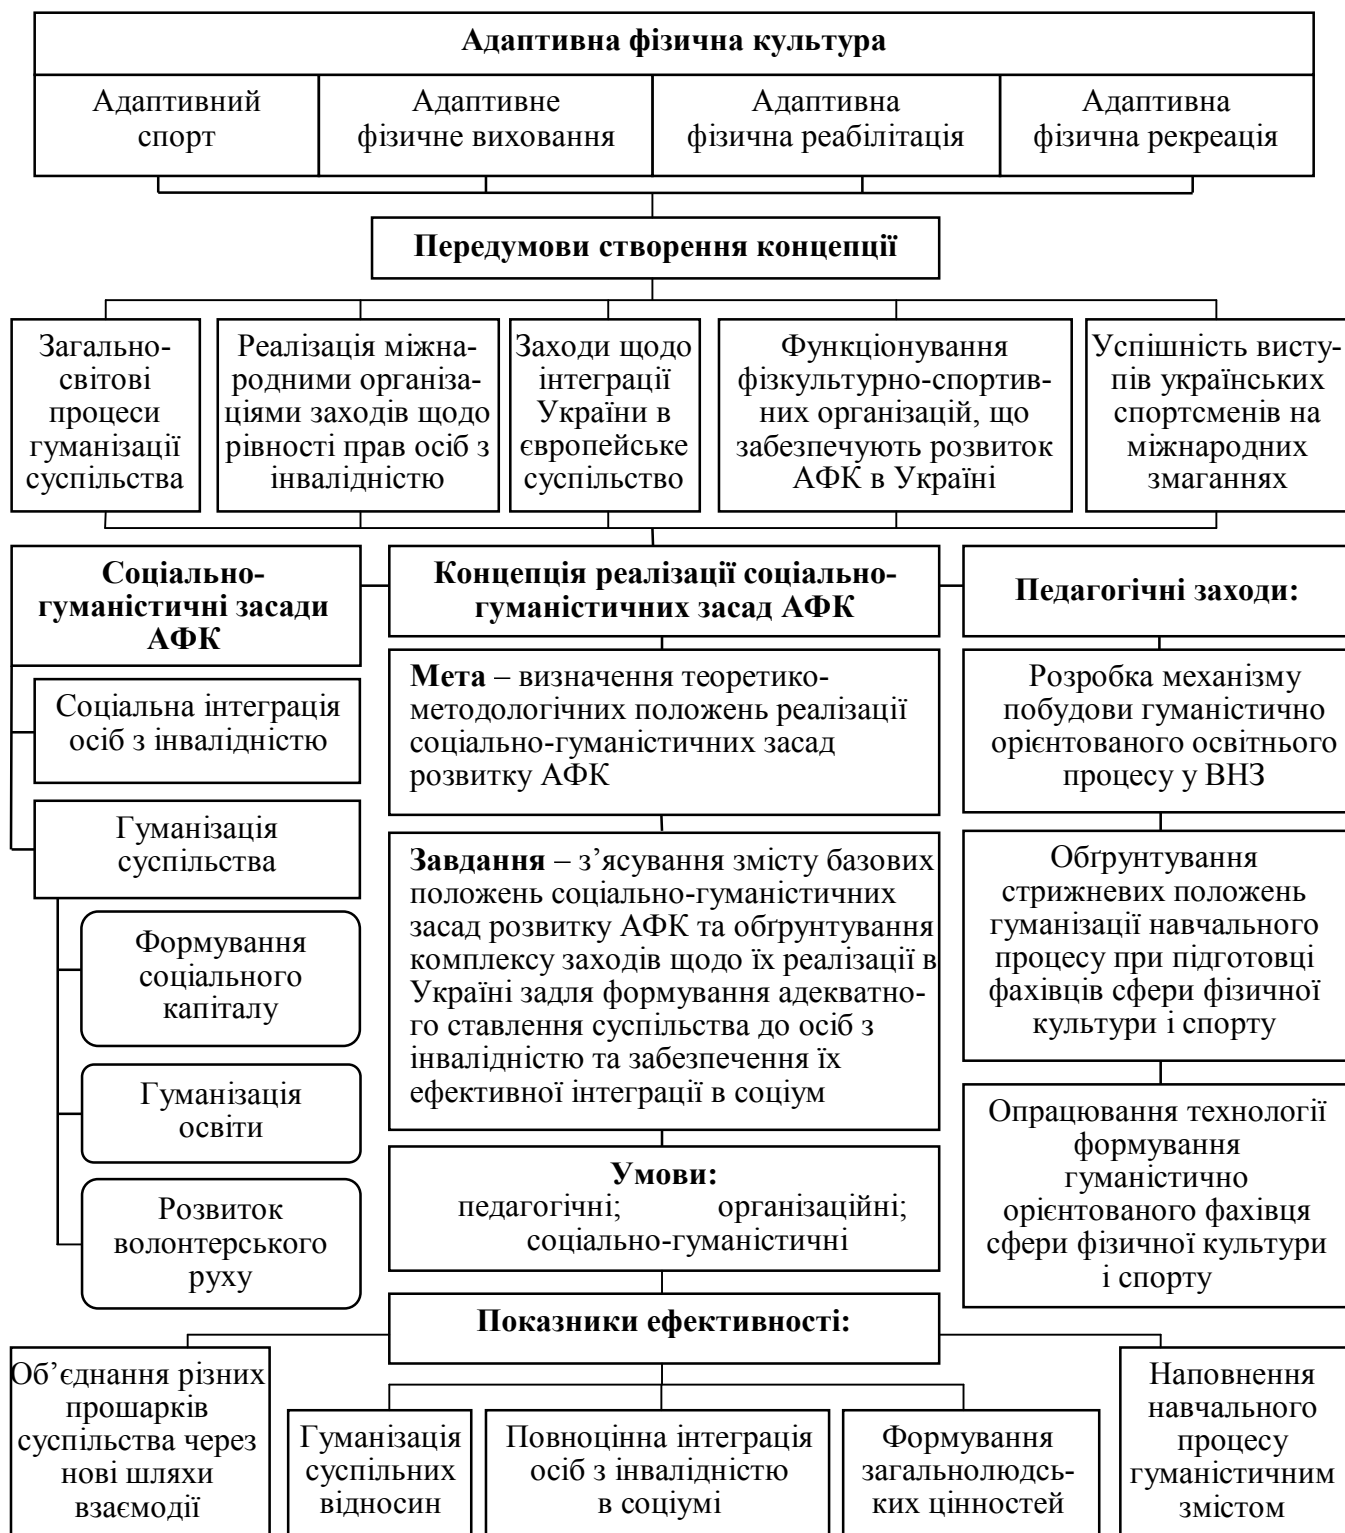 Адаптивна фізична культура
Адаптивний
спорт
Адаптивне
фізичне виховання
Адаптивна
фізична реабілітація
Адаптивна
фізична рекреація
Передумови створення концепції
Загально-
світові
процеси
гуманізації
суспільства
Реалізація міжна-
родними організа-
ціями заходів щодо
рівності прав осіб з
інвалідністю
Заходи щодо
інтеграції
України в
європейське
суспільство
Функціонування
фізкультурно-спортив-
них організацій, що
забезпечують розвиток
АФК в Україні
Успішність висту-
пів українських
спортсменів на
міжнародних
змаганнях
Соціально-
гуманістичні засади
АФК
Соціальна інтеграція
осіб з інвалідністю
Гуманізація
суспільства
Формування
соціального
капіталу
Гуманізація
освіти
Розвиток
волонтерського
руху
Концепція реалізації соціально-
гуманістичних засад АФК
Мета – визначення теоретико-
методологічних положень реалізації
соціально-гуманістичних засад
розвитку АФК
Завдання – з’ясування змісту базових
положень соціально-гуманістичних
засад розвитку АФК та обґрунтування
комплексу заходів щодо їх реалізації в
Україні задля формування адекватно-
го ставлення суспільства до осіб з
інвалідністю та забезпечення їх
ефективної інтеграції в соціум
Умови:
педагогічні; організаційні;
соціально-гуманістичні
Педагогічні заходи:
Розробка механізму
побудови гуманістично
орієнтованого освітнього
процесу у ВНЗ
Обґрунтування
стрижневих положень
гуманізації навчального
процесу при підготовці
фахівців сфери фізичної
культури і спорту
Опрацювання технології
формування
гуманістично
орієнтованого фахівця
сфери фізичної культури
і спорту
Показники ефективності:
Об’єднання різних
прошарків
суспільства через
нові шляхи
взаємодії
Гуманізація
суспільних
відносин
Повноцінна інтеграція
осіб з інвалідністю
в соціумі
Формування
загальнолюдсь-
ких цінностей
Наповнення
навчального
процесу
гуманістичним
змістом